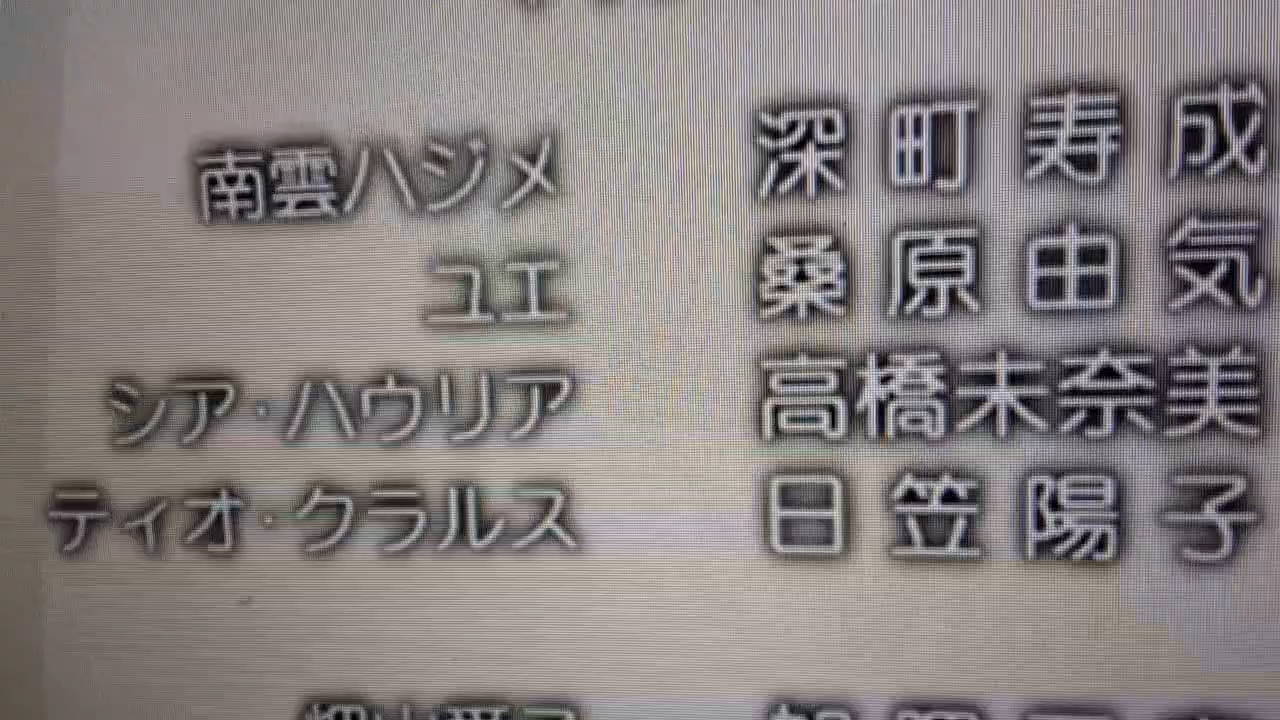 南雲ハジメ 深町寿成
ユエ 桑原由気
シア・ハウリア 高橋未奈美
ティオ・クラルス 日笠陽子